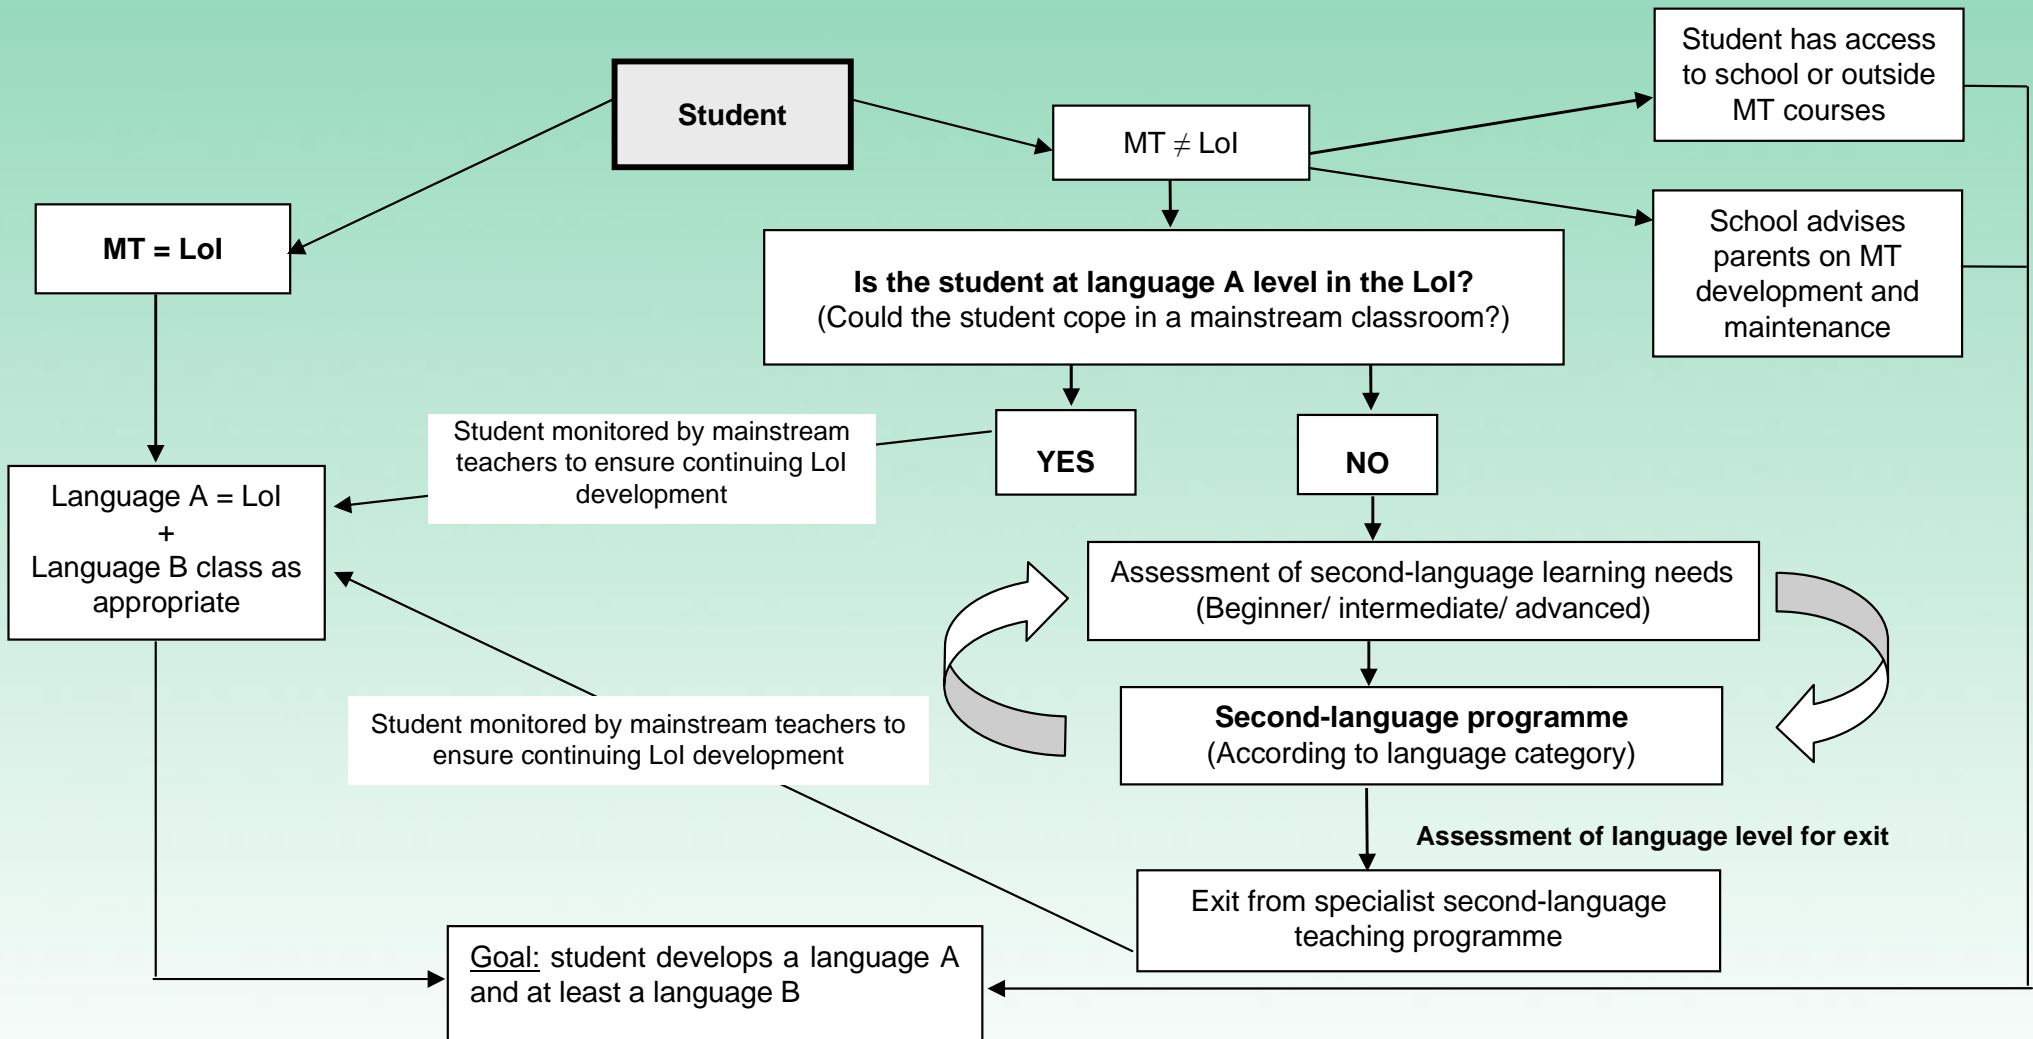 Student
MT ≠ LoI
Student has access
to school or outside
MT courses
School advises
parents on MT
development and
maintenance
MT = LoI
Is the student at language A level in the LoI?
(Could the student cope in a mainstream classroom?)
YES
NO
Student monitored by mainstream
teachers to ensure continuing LoI
development
Language A = LoI
+
Language B class as
appropriate
Assessment of second-language learning needs
(Beginner/ intermediate/ advanced)
Second-language programme
(According to language category)
Student monitored by mainstream teachers to
ensure continuing LoI development
Assessment of language level for exit
Exit from specialist second-language
teaching programme
Goal: student develops a language A
and at least a language B